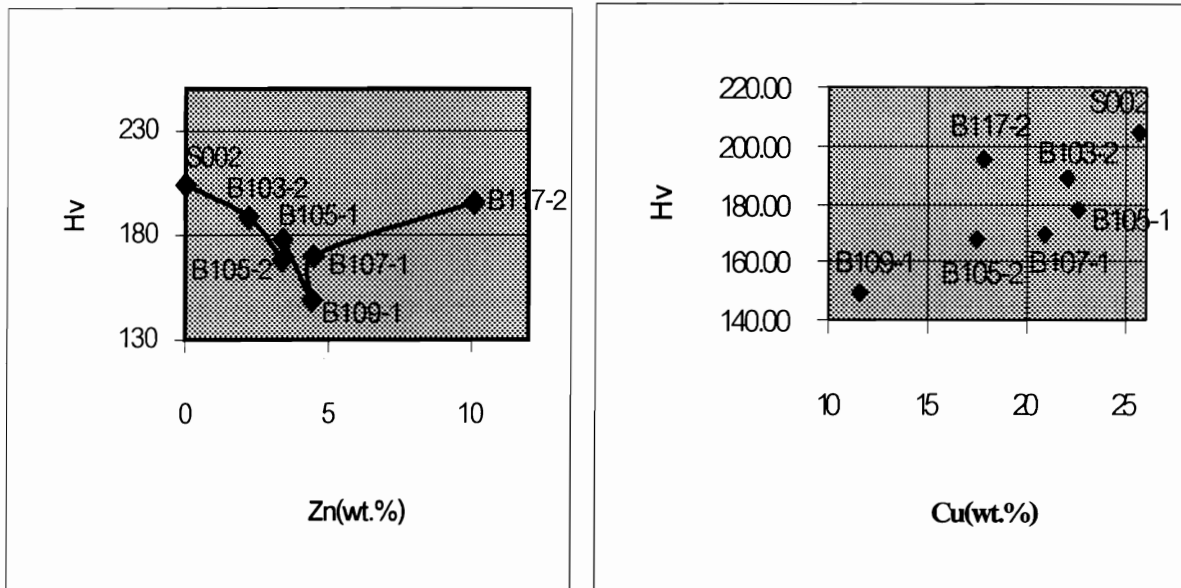 230
180
130
Hv
S002
B103-2
B105-1
B105-2
B107-1
B109-1
B117-2
0 5 10
Zn(wt.%)
220.00
200.00
180.00
160.00
140.00
Hv
S002
B117-2
B103-2
B105-1
B109-1
B105-2
B107-1
10 15 20 25
Cu(wt.%)